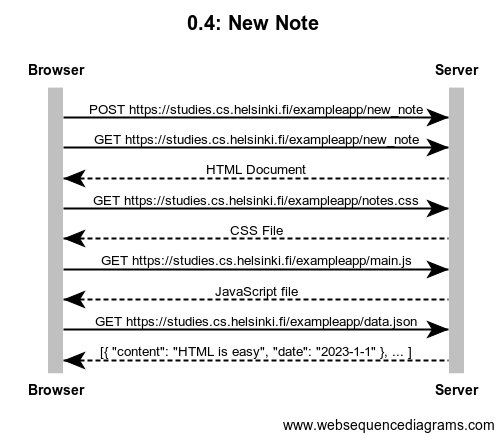 0.4: New Note
Browser Server
POST https://studies.cs.helsinki.fi/exampleapp/new_note
GET https://studies.cs.helsinki.fi/exampleapp/new_note
HTML Document
GET https://studies.cs.helsinki.fi/exampleapp/notes.css
CSS File
GET https://studies.cs.helsinki.fi/exampleapp/main.js
JavaScript file
GET https://studies.cs.helsinki.fi/exampleapp/data.json
[{ "content": "HTML is easy", "date": "2023-1-1" }, ... ]
Browser Server
www.websequencediagrams.com